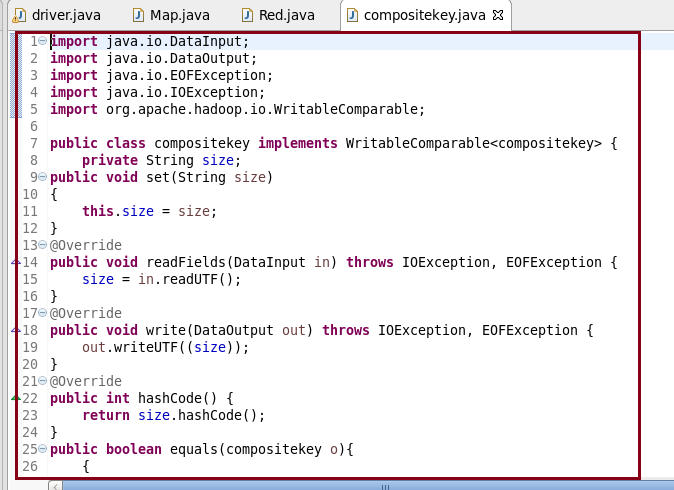 driver.java Map.java Red.java compositekey.java
1 import java.io.DataInput;
2 import java.io.DataOutput;
3 import java.io.EOFException;
4 import java.io.IOException;
5 import org.apache.hadoop.io.WritableComparable;
6
7 public class compositekey implements WritableComparable<compositekey> {
8     private String size;
9 public void set(String size)
10 {
11     this.size = size;
12 }
13 @Override
14 public void readFields(DataInput in) throws IOException, EOFException {
15     size = in.readUTF();
16 }
17 @Override
18 public void write(DataOutput out) throws IOException, EOFException {
19     out.writeUTF((size));
20 }
21 @Override
22 public int hashCode() {
23     return size.hashCode();
24 }
25 public boolean equals(compositekey o){
26     {